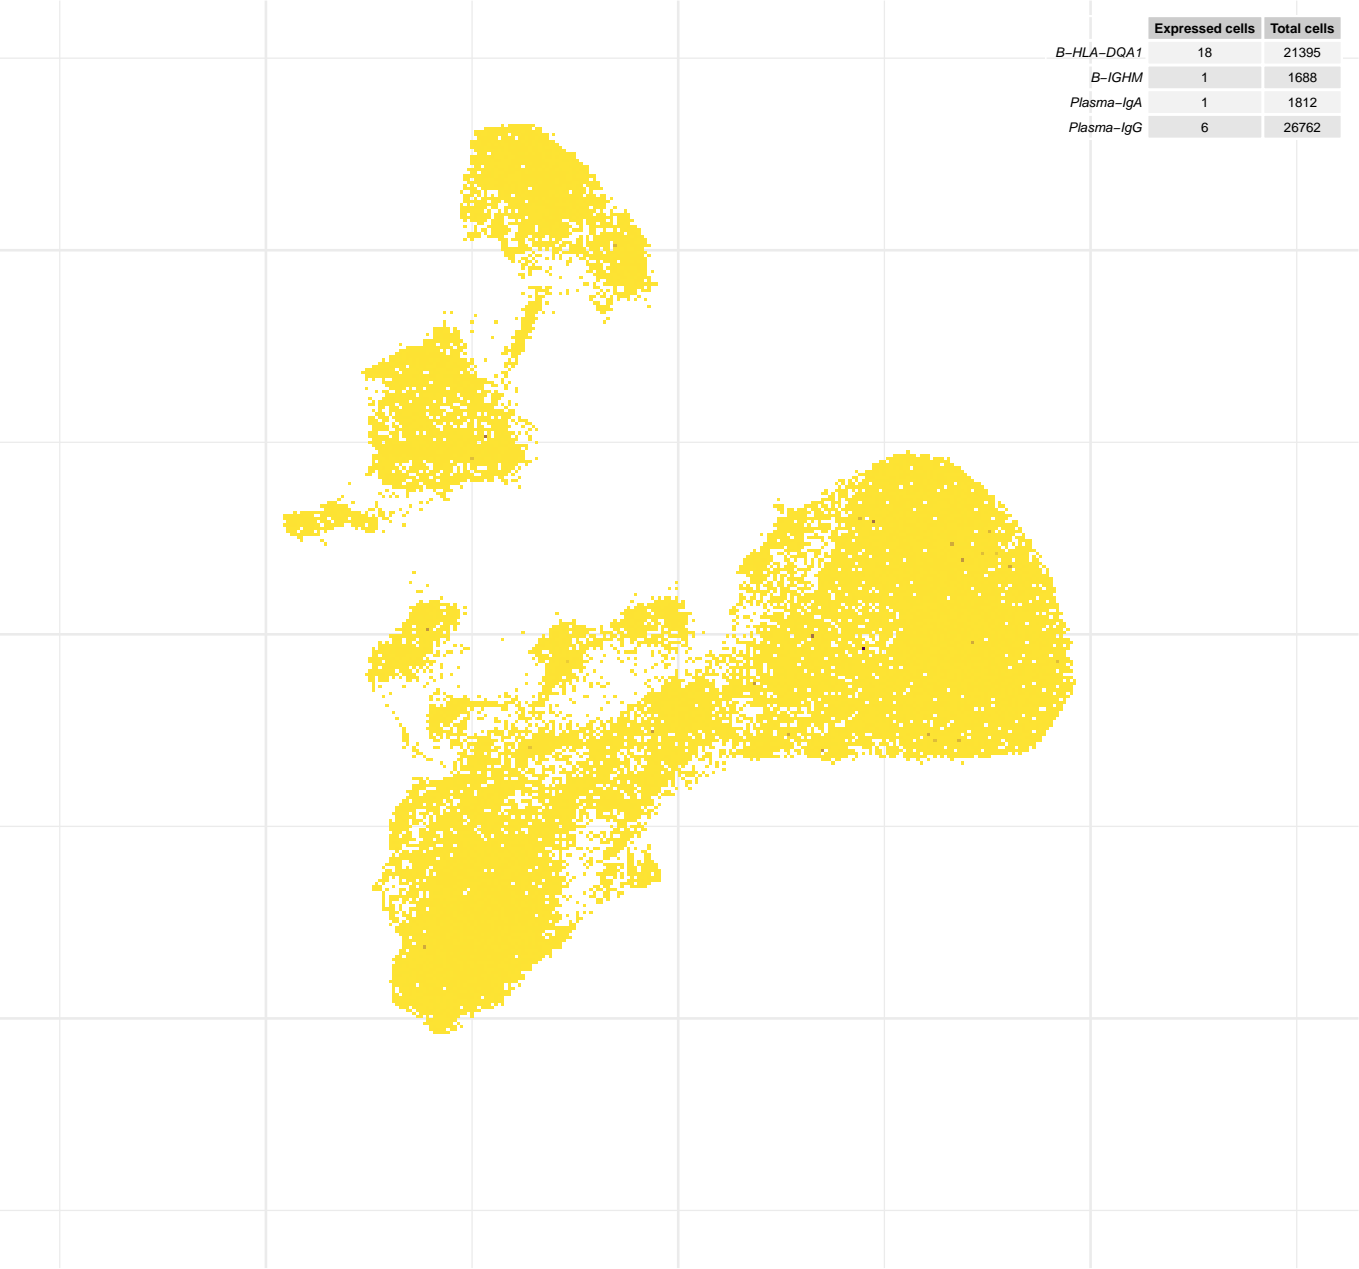 Expressed cells Total cells
B−HLA−DQA1 18 21395
B−IGHM 1 1688
Plasma−IgA 1 1812
Plasma−IgG 6 26762